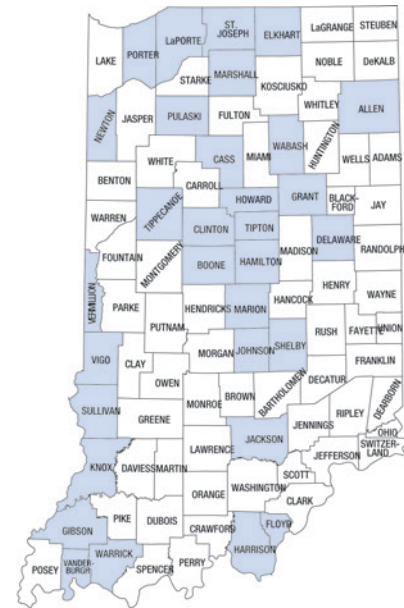 ST.
JOSEPH
ELKHART
LaGRANGE
STEUBEN
LaPORTE
PORTER
LAKE
NOBLE
DeKALB
STARKE
MARSHALL
KOSCIUSKO
WHITLEY
ALLEN
NEWTON
JASPER
PULASKI
FULTON
WABASH
HUNTINGTON
WHITE
CASS
MIAMI
WELLS
ADAMS
BENTON
CARROLL
TIPPECANOE
HOWARD
GRANT
BLACK-
FORD
JAY
WARREN
CLINTON
TIPTON
DELAWARE
MADISON
RANDOLPH
FOUNTAIN
MONTGOMERY
BOONE
HAMILTON
VERMILLION
HENRY
WAYNE
PARKE
HENDRICKS
MARION
HANCOCK
PUTNAM
RUSH
FAYETTE
UNION
VIGO
CLAY
MORGAN
JOHNSON
SHELBY
FRANKLIN
OWEN
DECATUR
DEARBORN
SULLIVAN
GREENE
MONROE
BROWN
BARTHOLOMEW
RIPLEY
JENNINGS
OHIO
SWITZER-
LAND
JACKSON
JEFFERSON
KNOX
DAVIESS
MARTIN
LAWRENCE
SCOTT
WASHINGTON
ORANGE
CLARK
GIBSON
PIKE
DUBOIS
CRAWFORD
FLOYD
HARRISON
POSEY
VANDER-
BURGH
WARRICK
SPENCER
PERRY